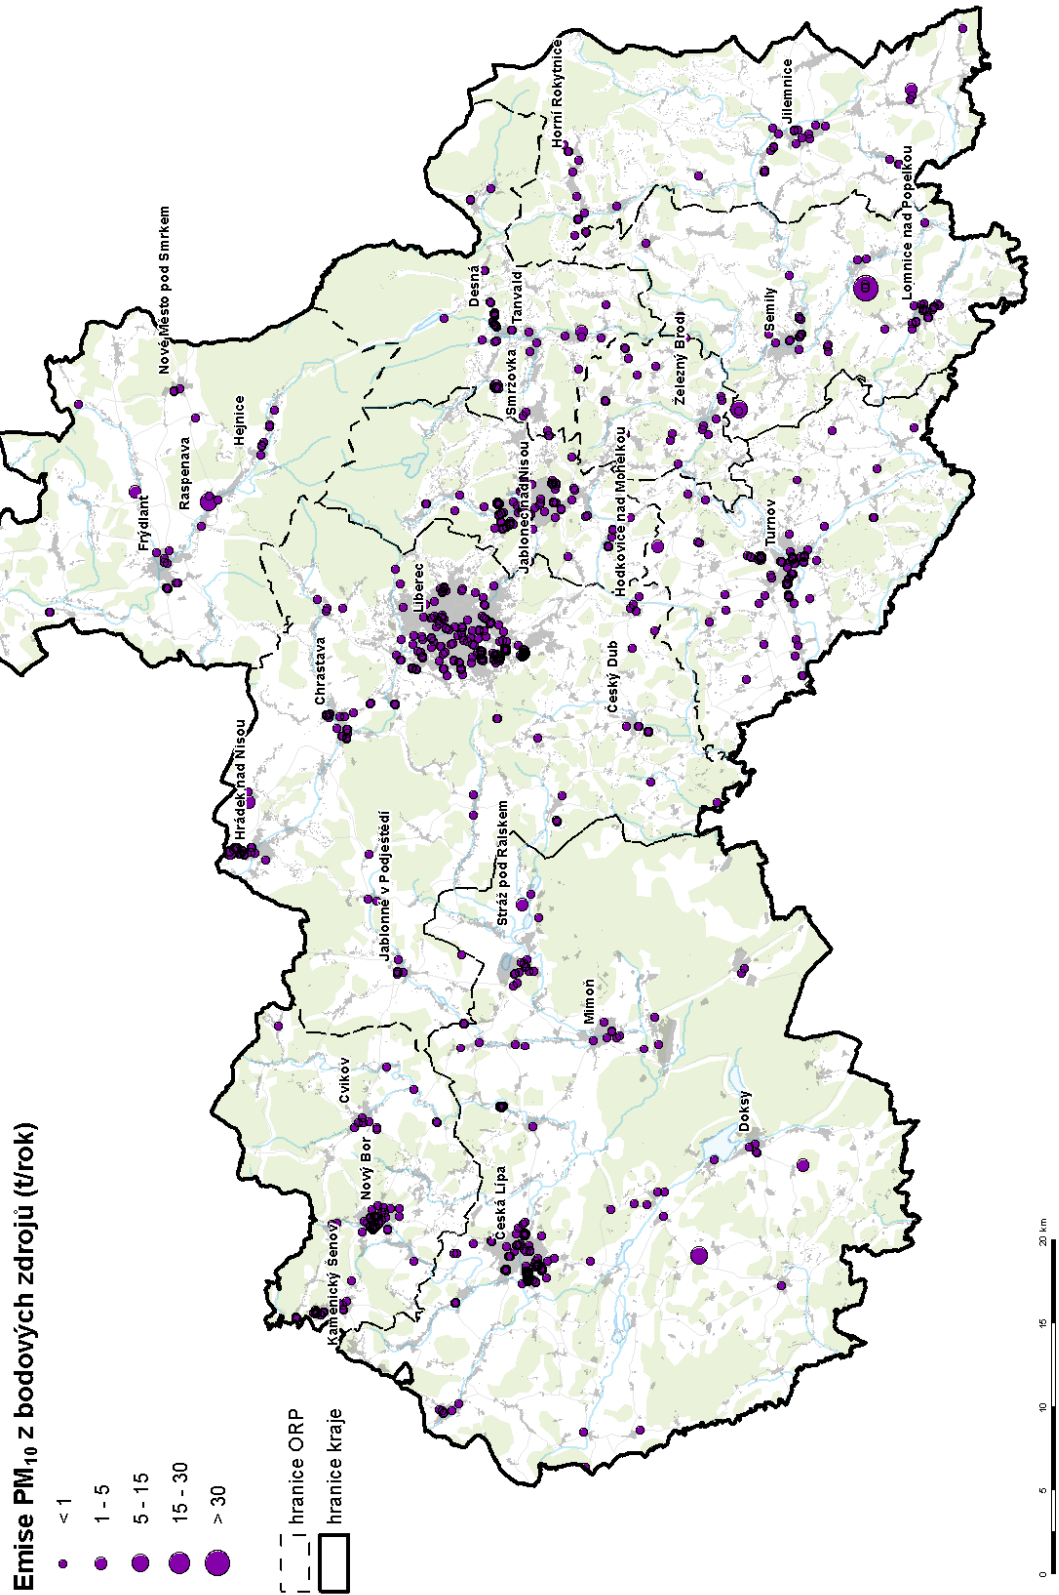 Emise PM₁₀ z bodových zdrojů (t/rok)
< 1
1 - 5
5 - 15
15 - 30
> 30
hranice ORP
hranice kraje
Nové Město pod Smrkem
Hejnice
Raspenava
Frýdlant
Chrastava
Hrádek nad Nisou
Liberec
Desná
Tanvald
Smržovka
Jablonec nad Nisou
Horní Rokytnice
Jilemnice
Lomnice nad Popelkou
Semily
Železný Brod
Hodkovice nad Mohelkou
Turnov
Český Dub
Jablonné v Podještědí
Stráž pod Ralskem
Mimoň
Cvikov
Nový Bor
Kamenický Šenov
Česká Lípa
Doksy
0
5
10
15
20 km